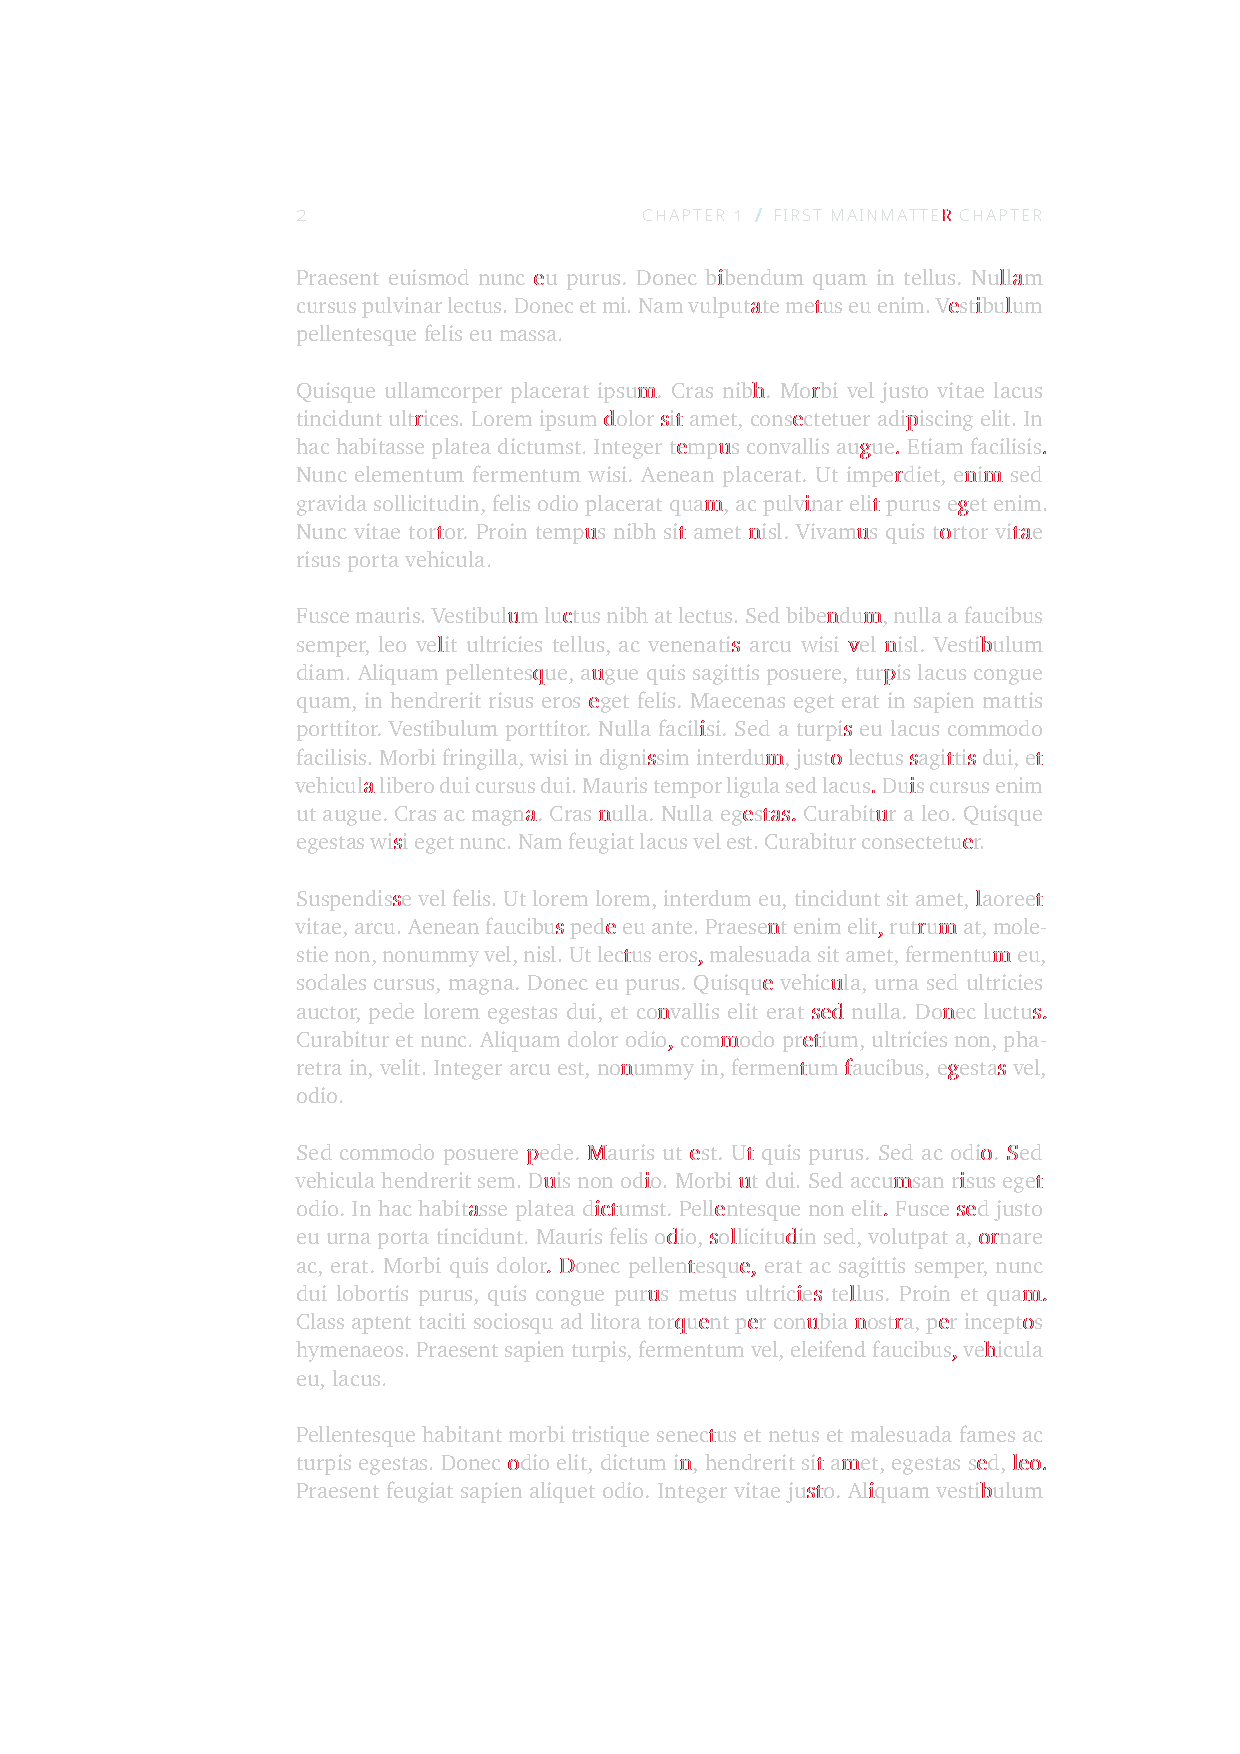 2 CHAPTER 1 / FIRST MAINMATTER CHAPTER
Praesent euismod nunc eu purus. Donec bibendum quam in tellus. Nullam
cursus pulvinar lectus. Donec et mi. Nam vulputate metus eu enim. Vestibulum
pellentesque felis eu massa.
Quisque ullamcorper placerat ipsum. Cras nibh. Morbi vel justo vitae lacus
tincidunt ultrices. Lorem ipsum dolor sit amet, consectetuer adipiscing elit. In
hac habitasse platea dictumst. Integer tempus convallis augue. Etiam facilisis.
Nunc elementum fermentum wisi. Aenean placerat. Ut imperdiet, enim sed
gravida sollicitudin, felis odio placerat quam, ac pulvinar elit purus eget enim.
Nunc vitae tortor. Proin tempus nibh sit amet nisl. Vivamus quis tortor vitae
risus porta vehicula.
Fusce mauris. Vestibulum luctus nibh at lectus. Sed bibendum, nulla a faucibus
semper, leo velit ultricies tellus, ac venenatis arcu wisi vel nisl. Vestibulum
diam. Aliquam pellentesque, augue quis sagittis posuere, turpis lacus congue
quam, in hendrerit risus eros eget felis. Maecenas eget erat in sapien mattis
porttitor. Vestibulum porttitor. Nulla facilisi. Sed a turpis eu lacus commodo
facilisis. Morbi fringilla, wisi in dignissim interdum, justo lectus sagittis dui, et
vehicula libero dui cursus dui. Mauris tempor ligula sed lacus. Duis cursus enim
ut augue. Cras ac magna. Cras nulla. Nulla egestas. Curabitur a leo. Quisque
egestas wisi eget nunc. Nam feugiat lacus vel est. Curabitur consectetuer.
Suspendisse vel felis. Ut lorem lorem, interdum eu, tincidunt sit amet, laoreet
vitae, arcu. Aenean faucibus pede eu ante. Praesent enim elit, rutrum at, mole-
stie non, nonummy vel, nisl. Ut lectus eros, malesuada sit amet, fermentum eu,
sodales cursus, magna. Donec eu purus. Quisque vehicula, urna sed ultricies
auctor, pede lorem egestas dui, et convallis elit erat sed nulla. Donec luctus.
Curabitur et nunc. Aliquam dolor odio, commodo pretium, ultricies non, pha-
retra in, velit. Integer arcu est, nonummy in, fermentum faucibus, egestas vel,
odio.
Sed commodo posuere pede. Mauris ut est. Ut quis purus. Sed ac odio. Sed
vehicula hendrerit sem. Duis non odio. Morbi ut dui. Sed accumsan risus eget
odio. In hac habitasse platea dictumst. Pellentesque non elit. Fusce sed justo
eu urna porta tincidunt. Mauris felis odio, sollicitudin sed, volutpat a, ornare
ac, erat. Morbi quis dolor. Donec pellentesque, erat ac sagittis semper, nunc
dui lobortis purus, quis congue purus metus ultricies tellus. Proin et quam.
Class aptent taciti sociosqu ad litora torquent per conubia nostra, per inceptos
hymenaeos. Praesent sapien turpis, fermentum vel, eleifend faucibus, vehicula
eu, lacus.
Pellentesque habitant morbi tristique senectus et netus et malesuada fames ac
turpis egestas. Donec odio elit, dictum in, hendrerit sit amet, egestas sed, leo.
Praesent feugiat sapien aliquet odio. Integer vitae justo. Aliquam vestibulum